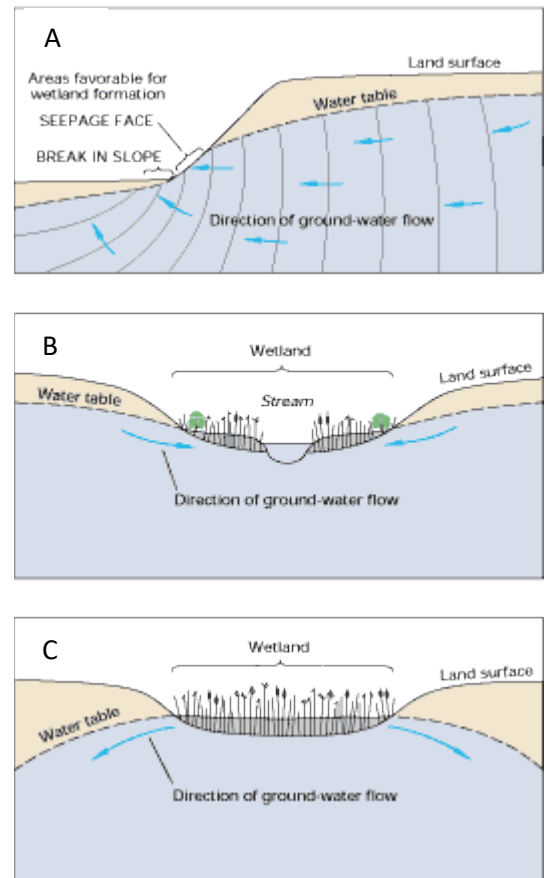 A
Land surface
Areas favorable for
wetland formation
Water table
SEEPAGE FACE
BREAK IN SLOPE
Direction of ground-water flow
B
Wetland
Land surface
Stream
Water table
Direction of ground-water flow
C
Wetland
Land surface
Water table
Direction of ground-water flow